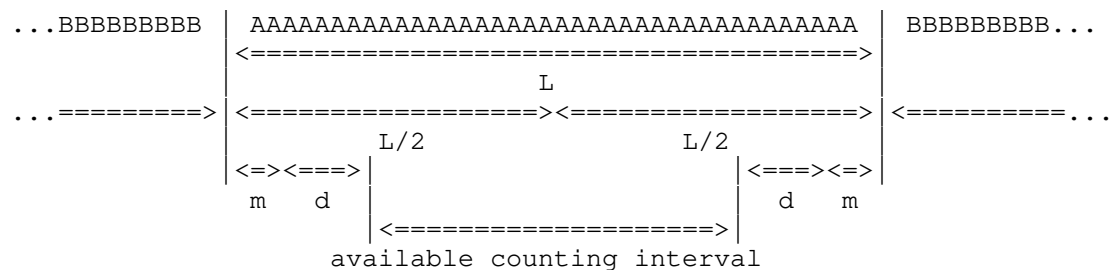 ...BBBBBBBBB | AAAAAAAAAAAAAAAAAAAAAAAAAAAAAAAAAAAAAA | BBBBBBBBB...
|<======================================>|
| L |
...=========>|<==================><==================>|<==========...
| L/2 L/2 |
|<=><===>| |<===><=>|
m d | | d m
|<====================>|
available counting interval